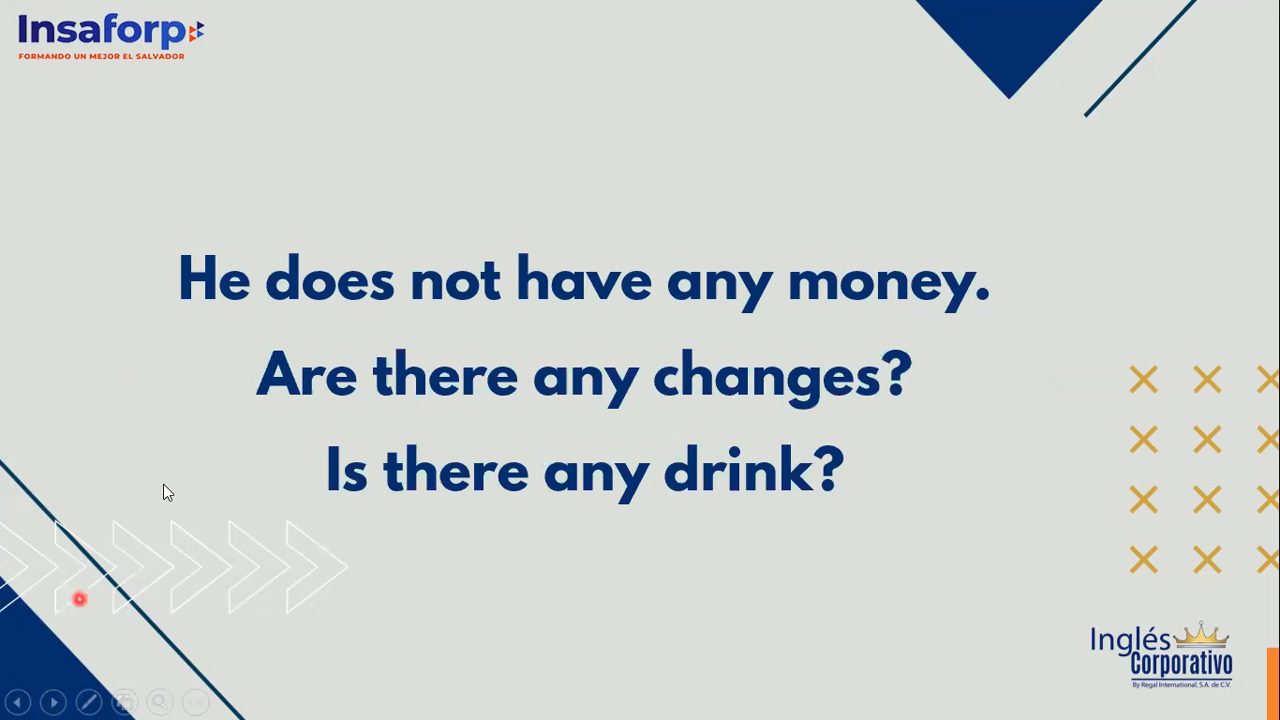 Insaforp
FORMANDO UN MEJOR EL SALVADOR
He does not have any money.
Are there any changes?
Is there any drink?
Inglés
Corporativo
By Regal International, S.A. de C.V.